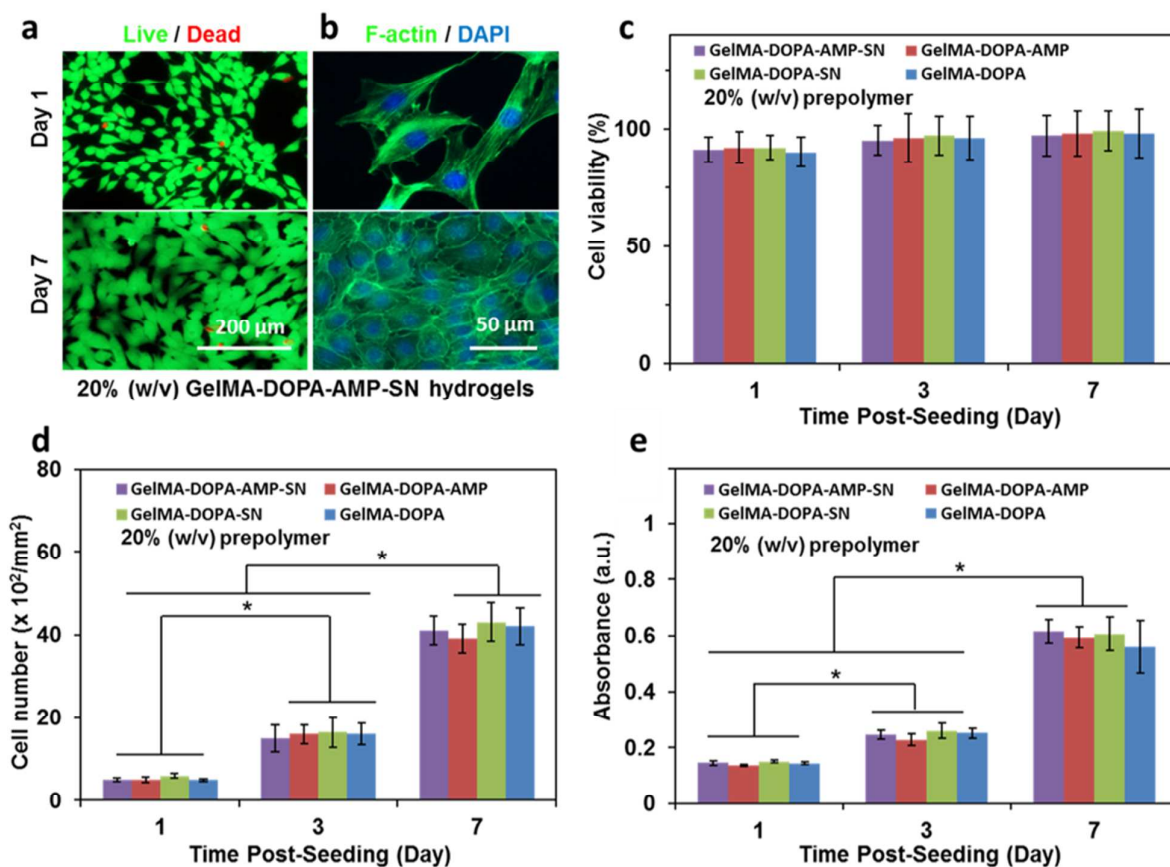 a
Live / Dead
b
F-actin / DAPI
Day 1
Day 7
200 µm
50 µm
20% (w/v) GelMA-DOPA-AMP-SN hydrogels
c
GelMA-DOPA-AMP-SN GelMA-DOPA-AMP
GelMA-DOPA-SN GelMA-DOPA
20% (w/v) prepolymer
Cell viability (%)
100
50
0
1 3 7
Time Post-Seeding (Day)
d
GelMA-DOPA-AMP-SN GelMA-DOPA-AMP
GelMA-DOPA-SN GelMA-DOPA
20% (w/v) prepolymer
Cell number (x 10²/mm²)
80
60
40
20
0
*
*
1 3 7
Time Post-Seeding (Day)
e
GelMA-DOPA-AMP-SN GelMA-DOPA-AMP
GelMA-DOPA-SN GelMA-DOPA
20% (w/v) prepolymer
Absorbance (a.u.)
1
0.8
0.6
0.4
0.2
0
*
*
1 3 7
Time Post-Seeding (Day)